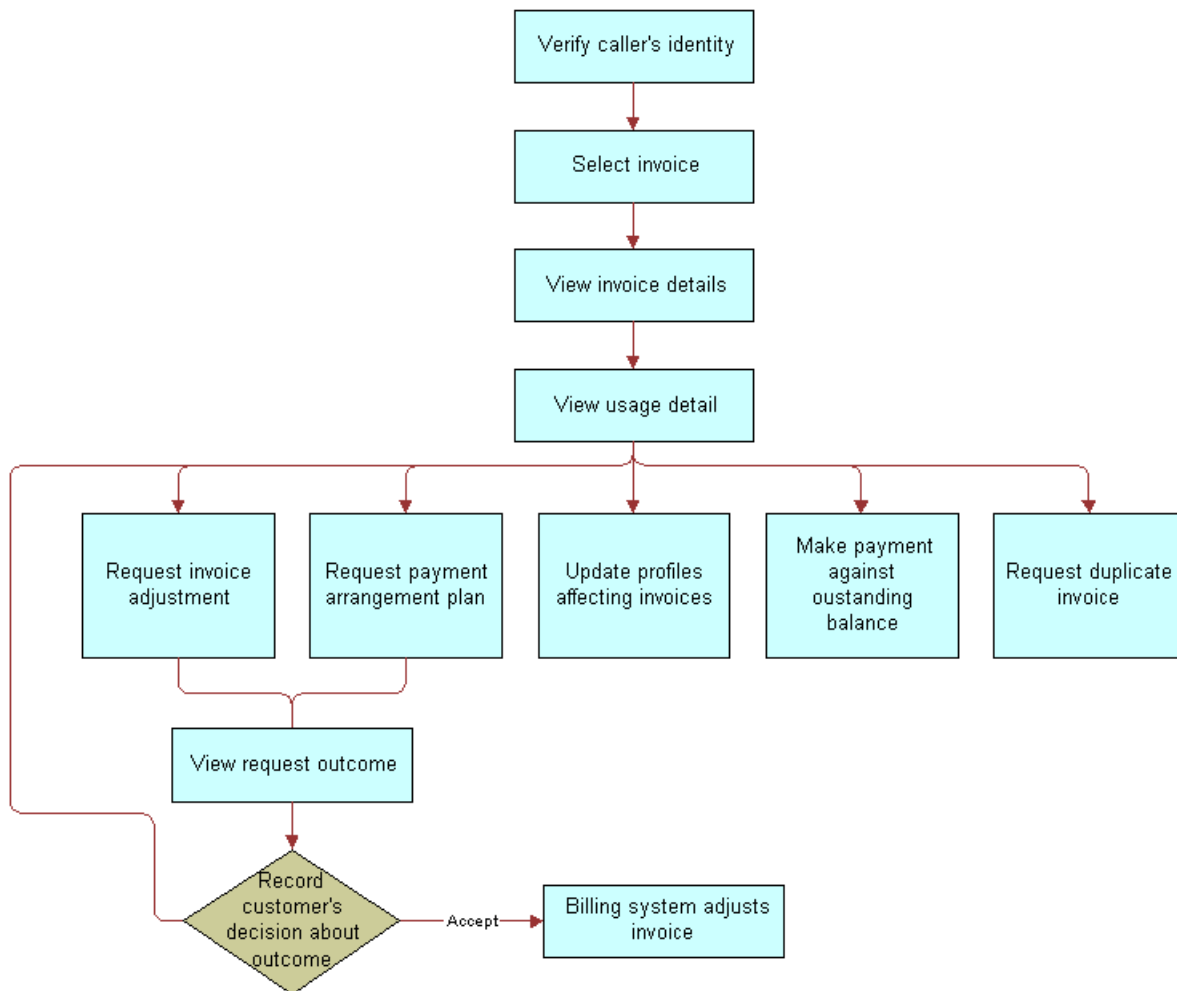 Verify caller's identity
Select invoice
View invoice details
View usage detail
Request invoice
adjustment
Request payment
arrangement plan
Update profiles
affecting invoices
Make payment
against
oustanding
balance
Request duplicate
invoice
View request outcome
Record
customer's
decision about
outcome
Accept
Billing system adjusts
invoice